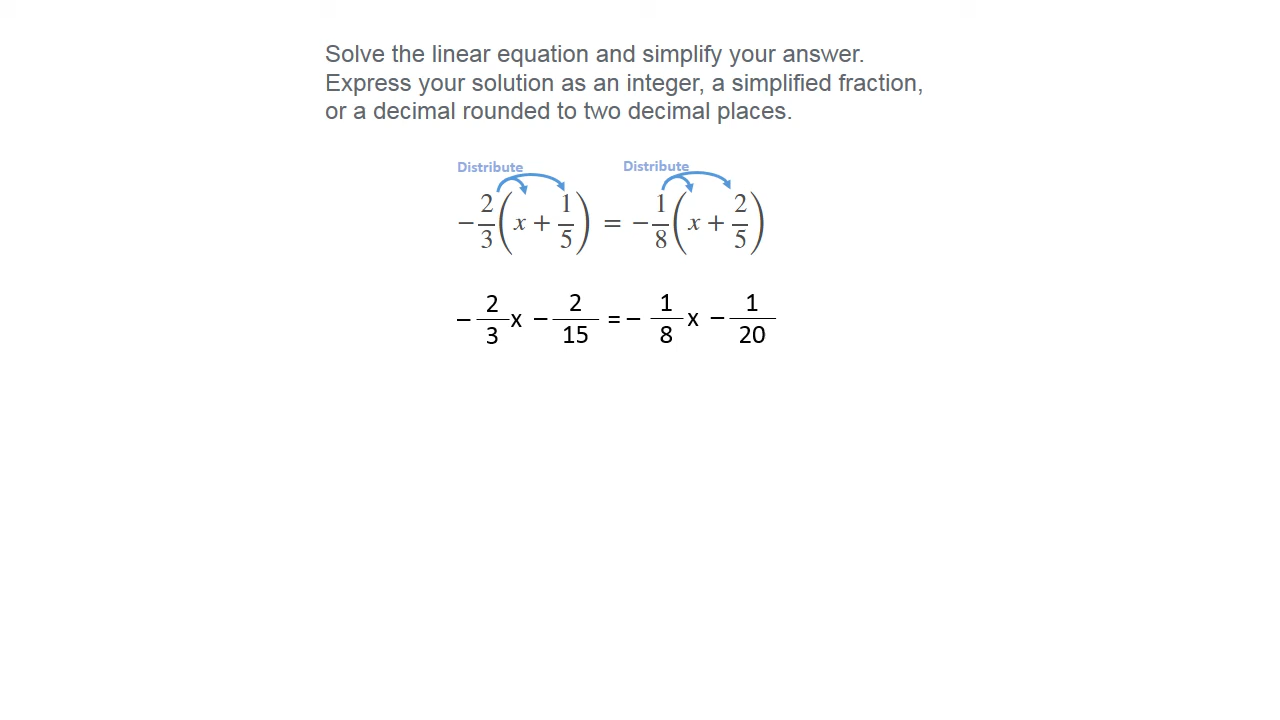 Solve the linear equation and simplify your answer.
Express your solution as an integer, a simplified fraction,
or a decimal rounded to two decimal places.
Distribute Distribute
−2/3(x + 1/5) = −1/8(x + 2/5)
− 2/3 x − 2/15 = − 1/8 x − 1/20